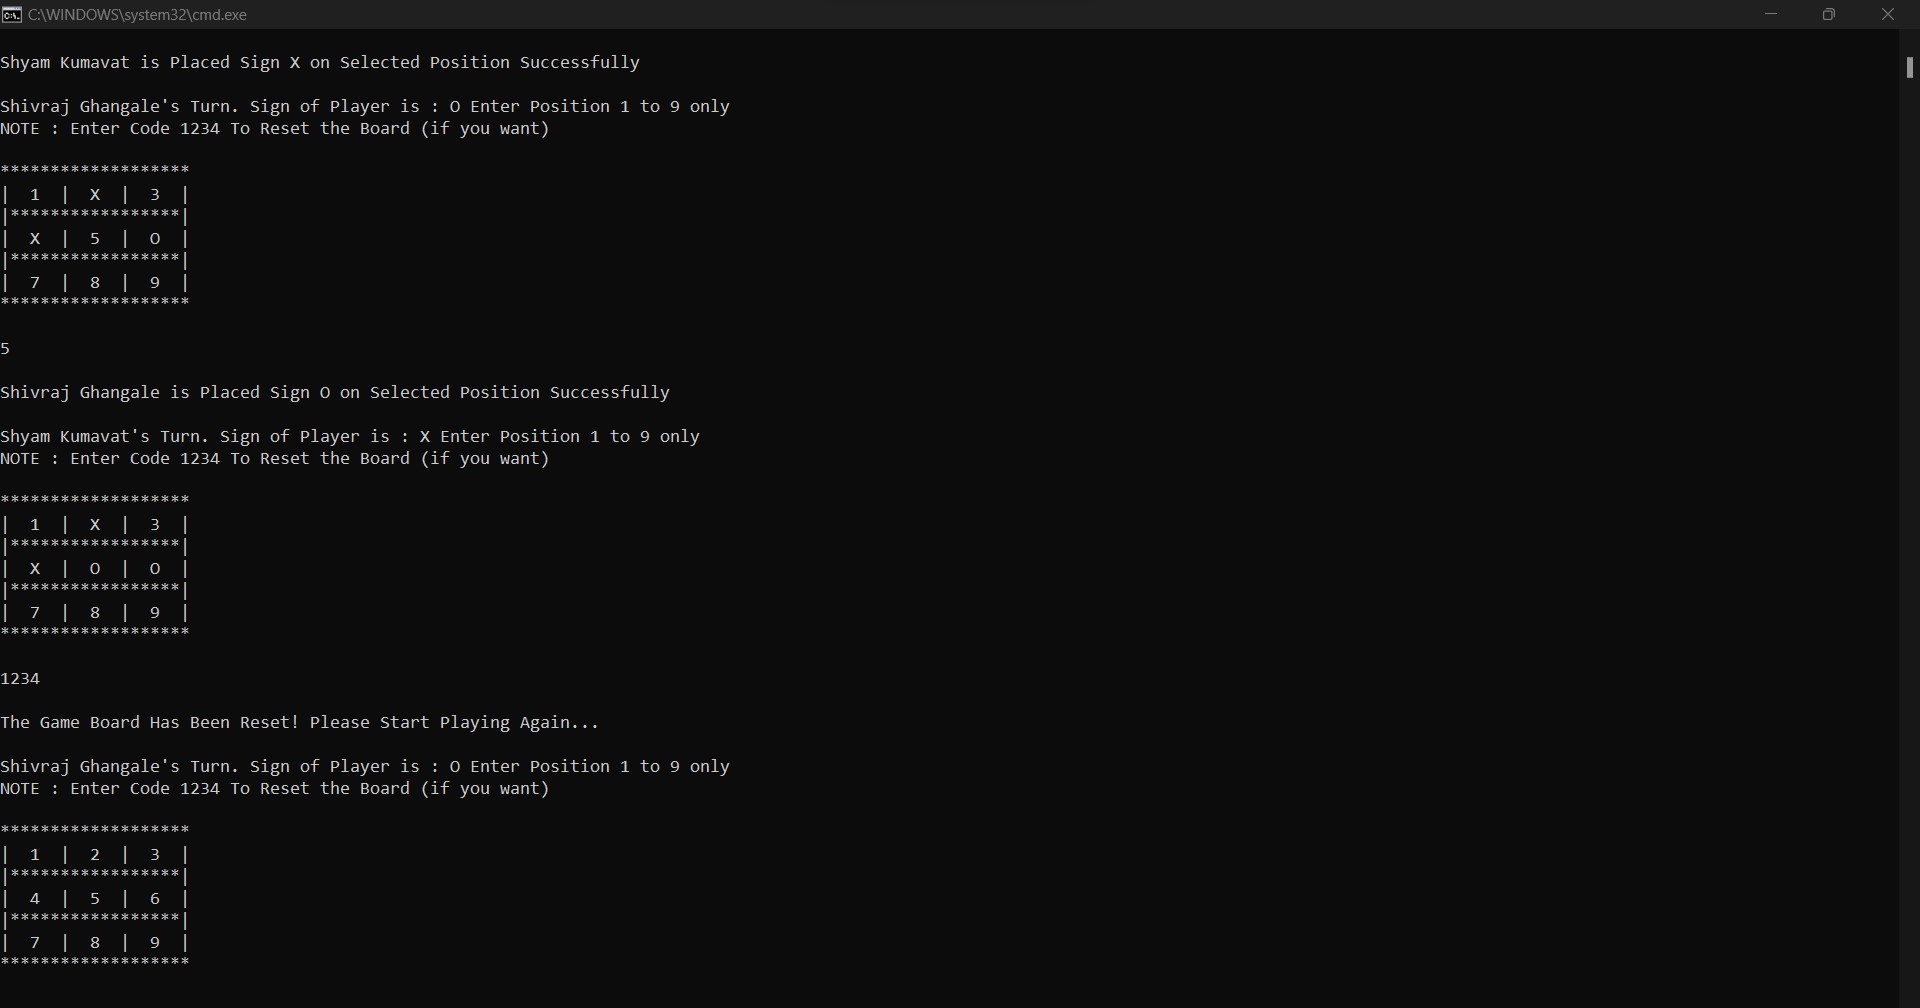 C:\WINDOWS\system32\cmd.exe
Shyam Kumavat is Placed Sign X on Selected Position Successfully
Shivraj Ghangale's Turn. Sign of Player is : O Enter Position 1 to 9 only
NOTE : Enter Code 1234 To Reset the Board (if you want)
*******************
|  1  |  X  |  3  |
|*****************|
|  X  |  5  |  O  |
|*****************|
|  7  |  8  |  9  |
*******************
5
Shivraj Ghangale is Placed Sign O on Selected Position Successfully
Shyam Kumavat's Turn. Sign of Player is : X Enter Position 1 to 9 only
NOTE : Enter Code 1234 To Reset the Board (if you want)
*******************
|  1  |  X  |  3  |
|*****************|
|  X  |  O  |  O  |
|*****************|
|  7  |  8  |  9  |
*******************
1234
The Game Board Has Been Reset! Please Start Playing Again...
Shivraj Ghangale's Turn. Sign of Player is : O Enter Position 1 to 9 only
NOTE : Enter Code 1234 To Reset the Board (if you want)
*******************
|  1  |  2  |  3  |
|*****************|
|  4  |  5  |  6  |
|*****************|
|  7  |  8  |  9  |
*******************